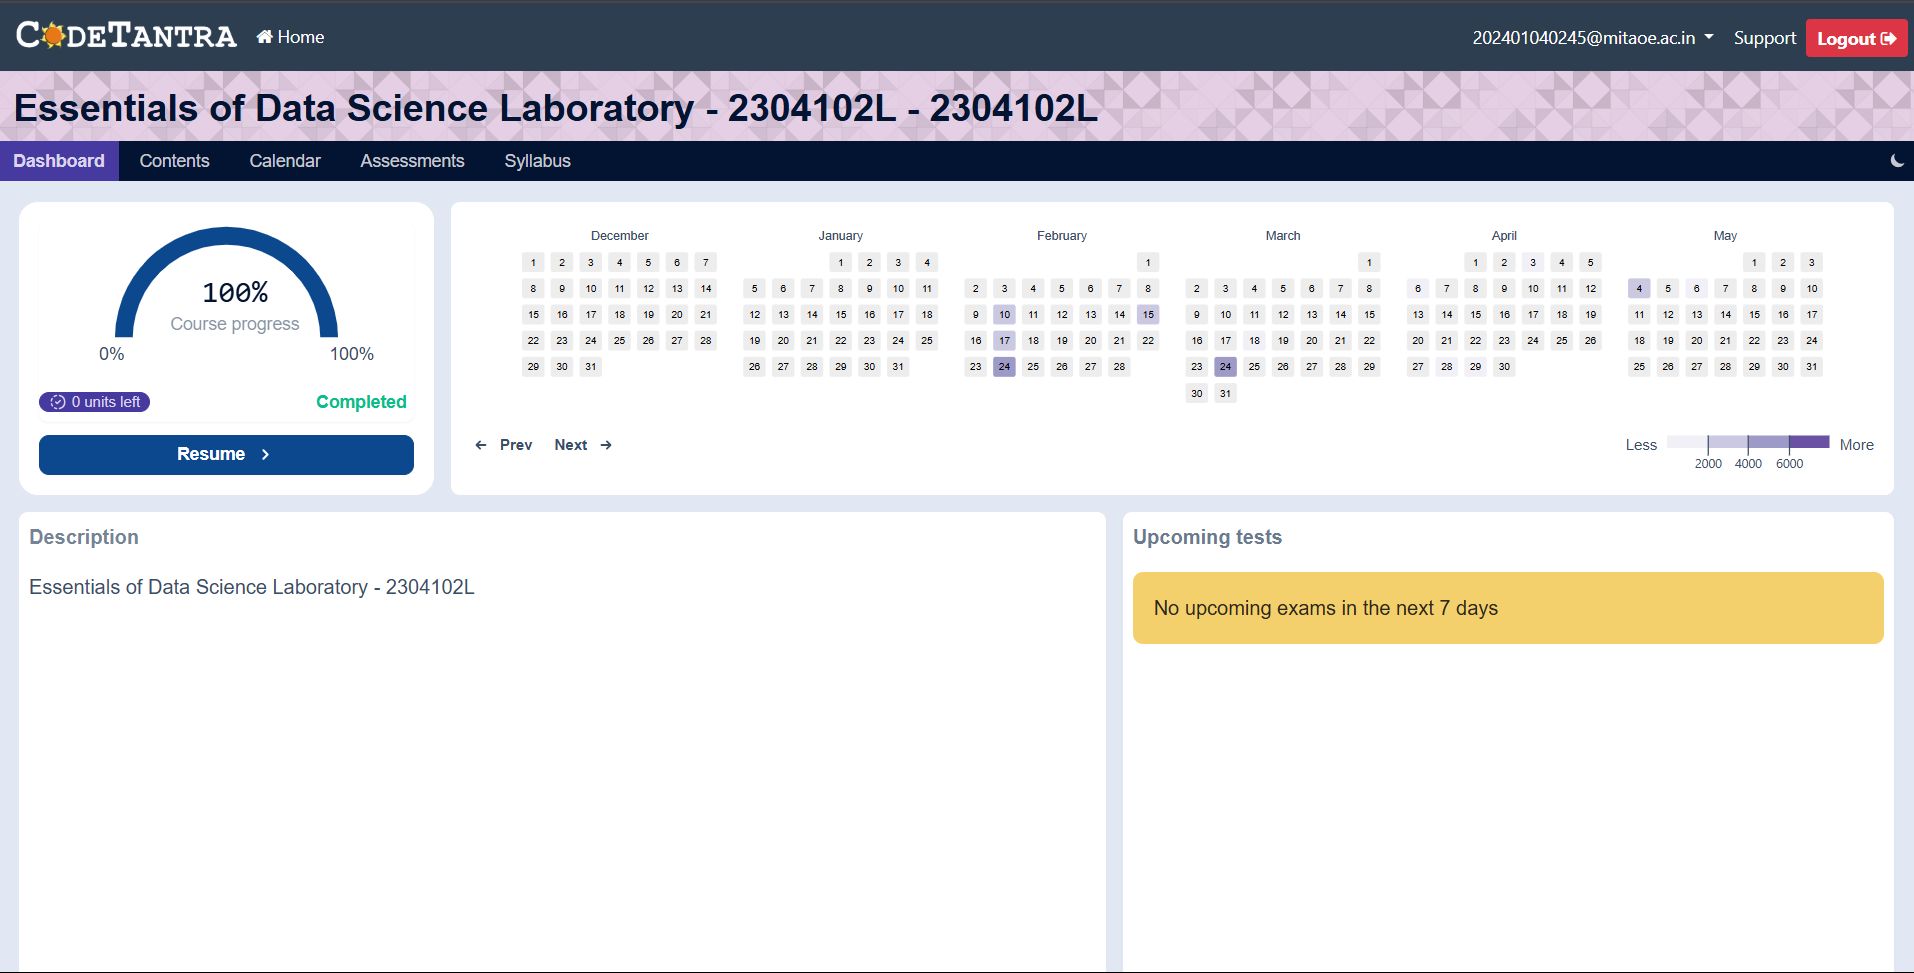 CODETANTRA Home 202401040245@mitaoe.ac.in Support Logout
Essentials of Data Science Laboratory - 2304102L - 2304102L
Dashboard Contents Calendar Assessments Syllabus
100%
Course progress
0% 100%
0 units left Completed
Resume
December
1 2 3 4 5 6 7
8 9 10 11 12 13 14
15 16 17 18 19 20 21
22 23 24 25 26 27 28
29 30 31
January
1 2 3 4
5 6 7 8 9 10 11
12 13 14 15 16 17 18
19 20 21 22 23 24 25
26 27 28 29 30 31
February
1
2 3 4 5 6 7 8
9 10 11 12 13 14 15
16 17 18 19 20 21 22
23 24 25 26 27 28
March
1
2 3 4 5 6 7 8
9 10 11 12 13 14 15
16 17 18 19 20 21 22
23 24 25 26 27 28 29
30 31
April
1 2 3 4 5
6 7 8 9 10 11 12
13 14 15 16 17 18 19
20 21 22 23 24 25 26
27 28 29 30
May
1 2 3
4 5 6 7 8 9 10
11 12 13 14 15 16 17
18 19 20 21 22 23 24
25 26 27 28 29 30 31
Prev Next
Less More
2000 4000 6000
Description
Essentials of Data Science Laboratory - 2304102L
Upcoming tests
No upcoming exams in the next 7 days